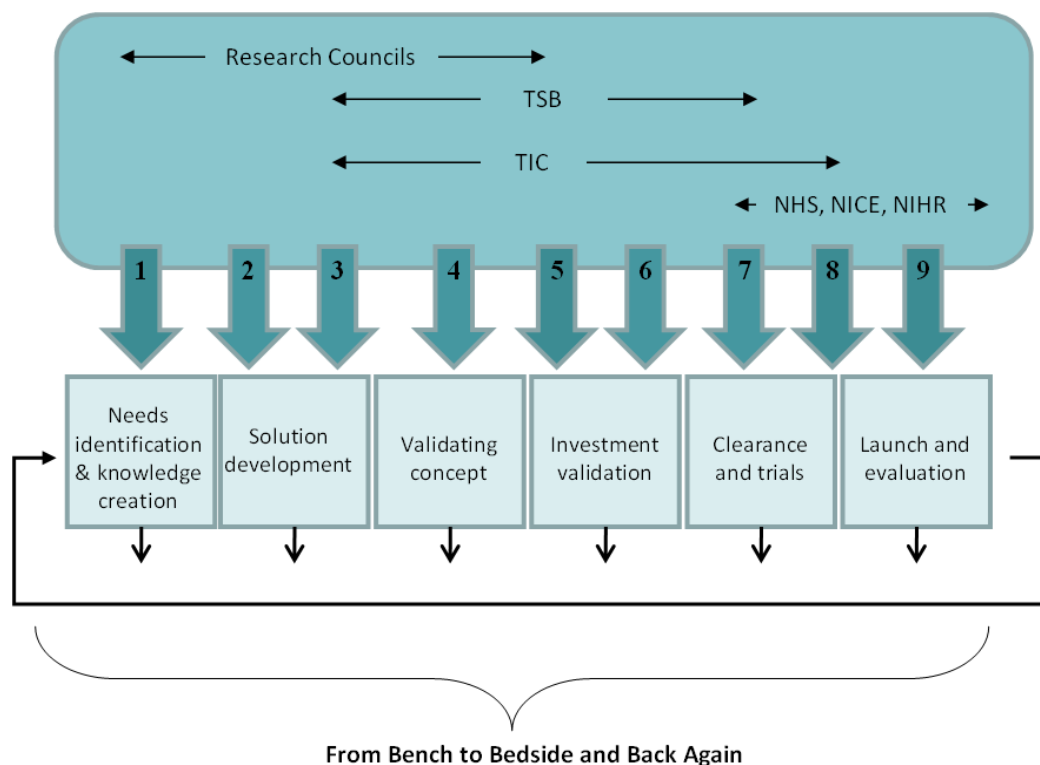 Research Councils
TSB
TIC
NHS, NICE, NIHR
1 2 3 4 5 6 7 8 9
Needs
identification
& knowledge
creation
Solution
development
Validating
concept
Investment
validation
Clearance
and trials
Launch and
evaluation
From Bench to Bedside and Back Again